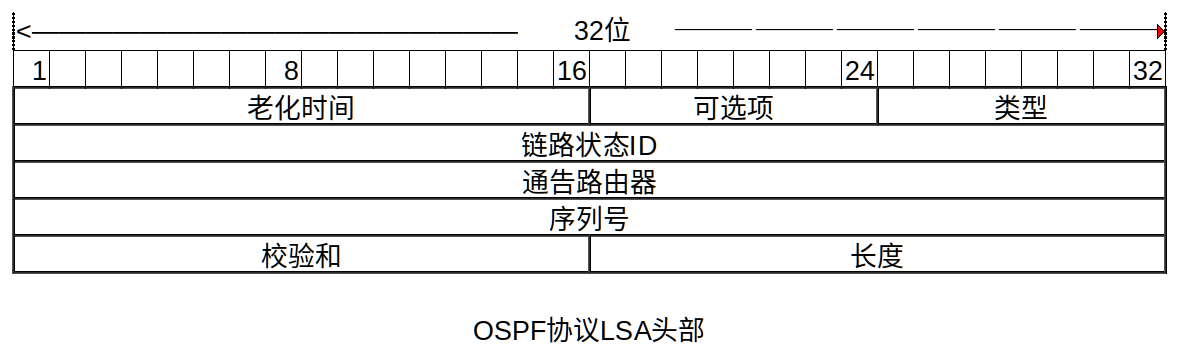 32位
1 8 16 24 32
老化时间 可选项 类型
链路状态ID
通告路由器
序列号
校验和 长度
OSPF协议LSA头部